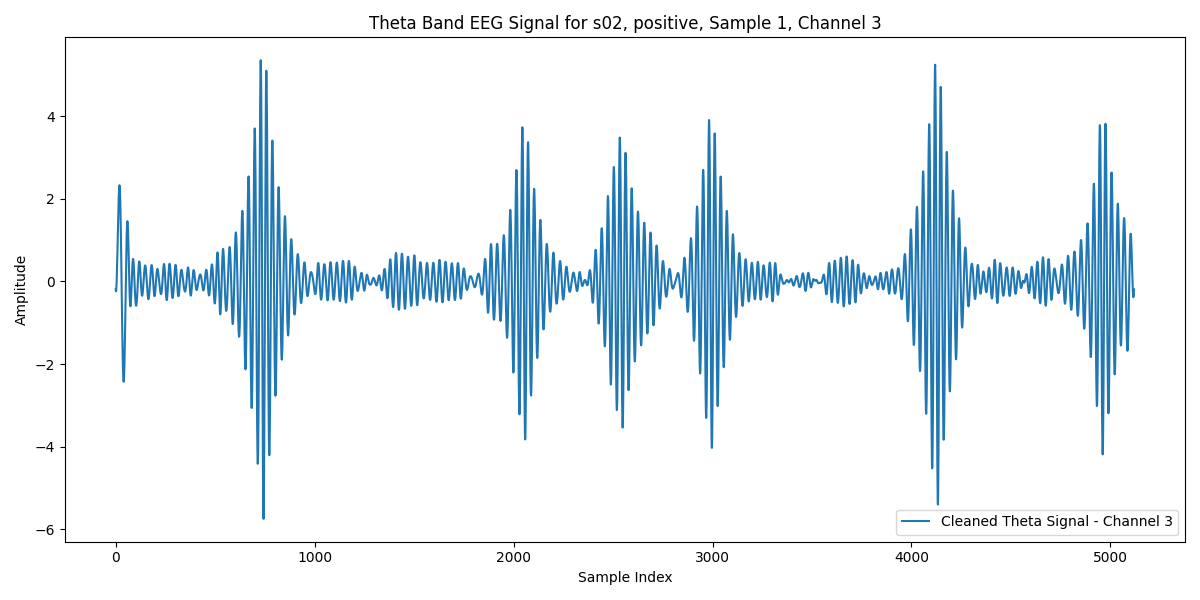 Theta Band EEG Signal for s02, positive, Sample 1, Channel 3
Amplitude
4
2
0
−2
−4
−6
0 1000 2000 3000 4000 5000
Sample Index
Cleaned Theta Signal - Channel 3